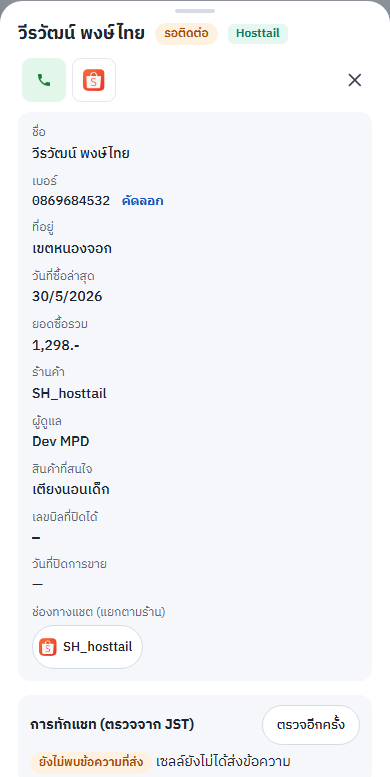 วีรวัฒน์ พงษ์ไทย รอติดต่อ Hosttail
ชื่อ
วีรวัฒน์ พงษ์ไทย
เบอร์
0869684532 คัดลอก
ที่อยู่
เขตหนองจอก
วันที่ซื้อล่าสุด
30/5/2026
ยอดซื้อรวม
1,298.-
ร้านค้า
SH_hosttail
ผู้ดูแล
Dev MPD
สินค้าที่สนใจ
เตียงนอนเด็ก
เลขบิลที่ปิดได้
–
วันที่ปิดการขาย
—
ช่องทางแชต (แยกตามร้าน)
SH_hosttail
การทักแชท (ตรวจจาก JST) ตรวจอีกครั้ง
ยังไม่พบข้อความที่ส่ง เซลล์ยังไม่ได้ส่งข้อความ